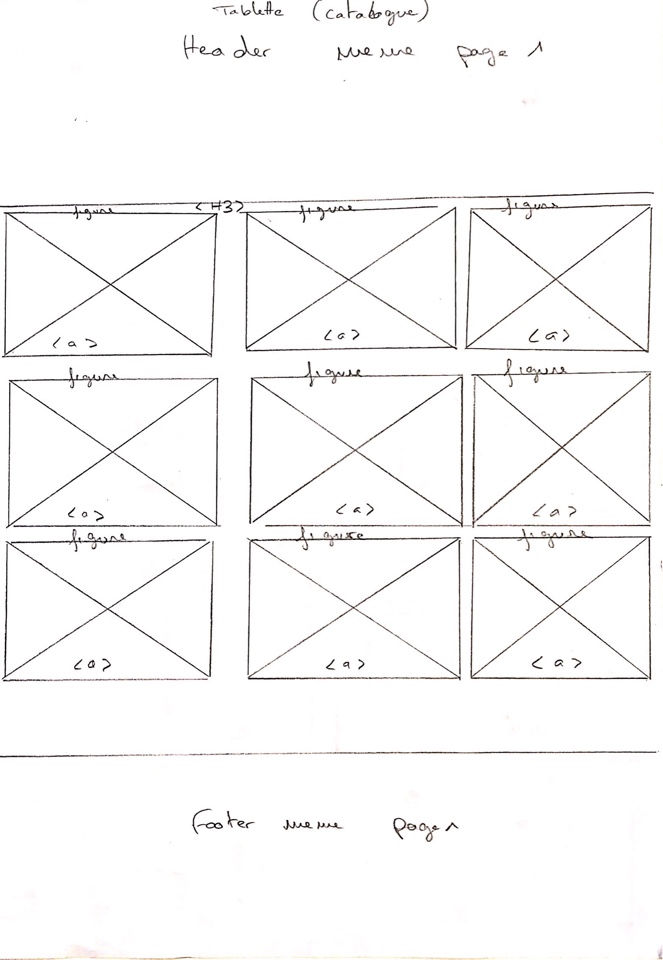 Tablette (catalogue)
Header meme page 1
<H3>
figure figure figure
<a> <a> <a>
figure figure figure
<a> <a> <a>
figure figure figure
<a> <a> <a>
Footer meme page 1